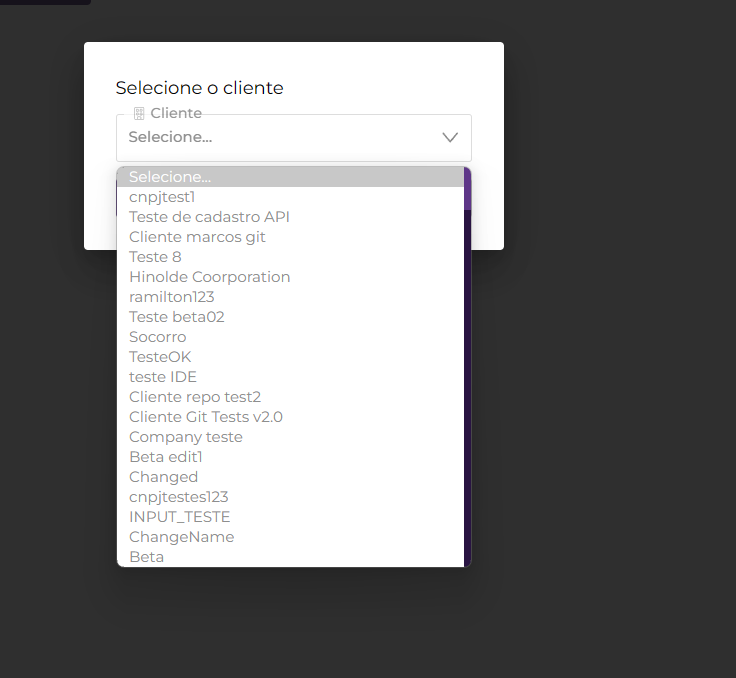 Selecione o cliente
Cliente
Selecione...
Selecione...
cnpjtest1
Teste de cadastro API
Cliente marcos git
Teste 8
Hinolde Coorporation
ramilton123
Teste beta02
Socorro
TesteOK
teste IDE
Cliente repo test2
Cliente Git Tests v2.0
Company teste
Beta edit1
Changed
cnpjtestes123
INPUT_TESTE
ChangeName
Beta